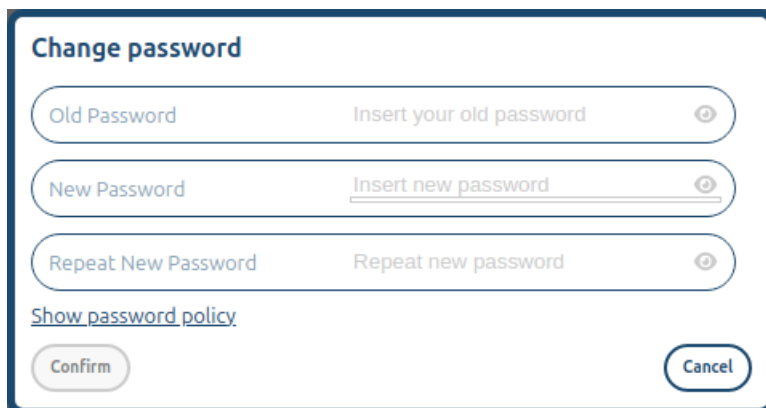 Change password
Old Password Insert your old password
New Password Insert new password
Repeat New Password Repeat new password
Show password policy
Confirm Cancel